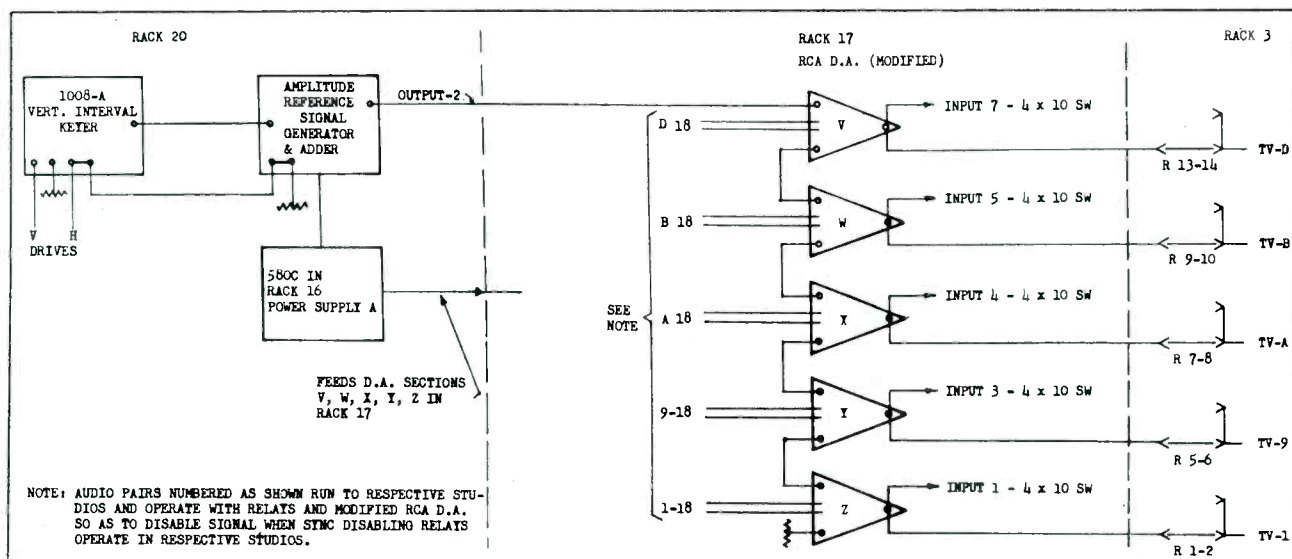 RACK 20
1008-A
VERT. INTERVAL
KEYER
V H
DRIVES
AMPLITUDE
REFERENCE
SIGNAL
GENERATOR
& ADDER
OUTPUT-2
580C IN
RACK 16
POWER SUPPLY A
FEEDS D.A. SECTIONS
V, W, X, Y, Z IN
RACK 17
NOTE: AUDIO PAIRS NUMBERED AS SHOWN RUN TO RESPECTIVE STU-
DIOS AND OPERATE WITH RELAYS AND MODIFIED RCA D.A.
SO AS TO DISABLE SIGNAL WHEN SYNC DISABLING RELAYS
OPERATE IN RESPECTIVE STUDIOS.
RACK 17
RCA D.A. (MODIFIED)
SEE
NOTE
D 18
V
INPUT 7 - 4 x 10 SW
B 18
W
INPUT 5 - 4 x 10 SW
A 18
X
INPUT 4 - 4 x 10 SW
9-18
Y
INPUT 3 - 4 x 10 SW
1-18
Z
INPUT 1 - 4 x 10 SW
RACK 3
TV-D
R 13-14
TV-B
R 9-10
TV-A
R 7-8
TV-9
R 5-6
TV-1
R 1-2